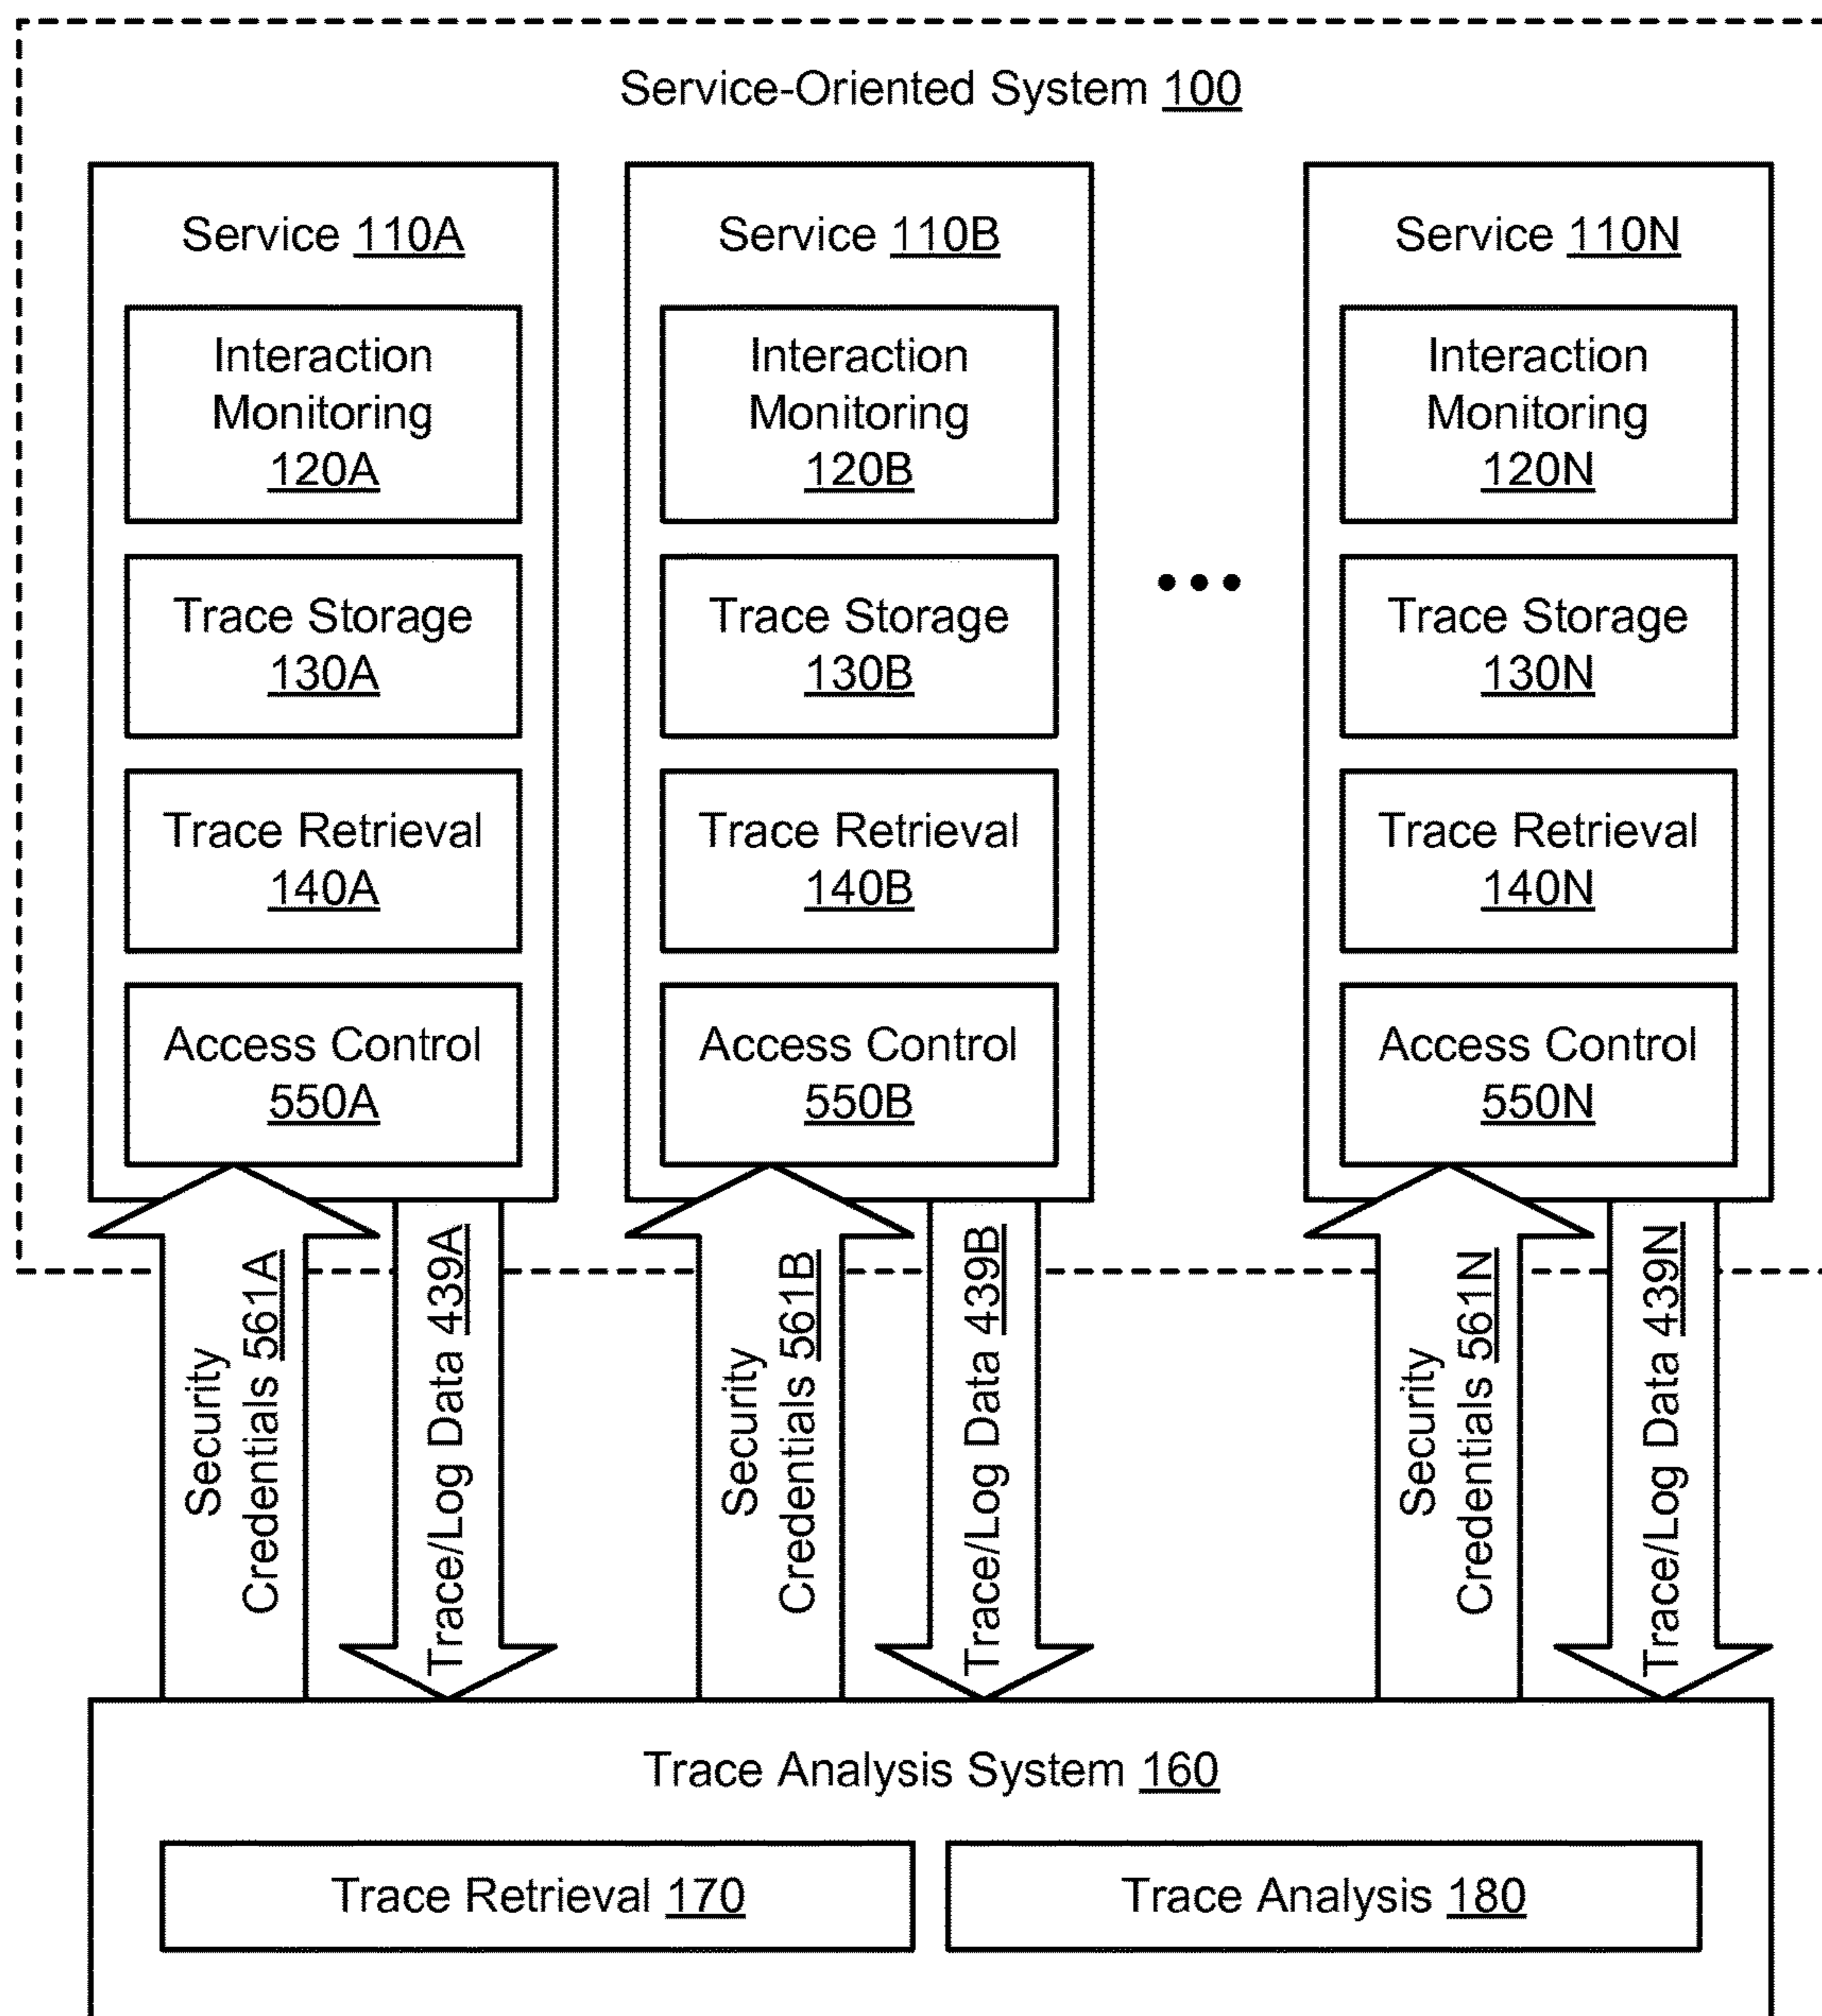 Service-Oriented System 100
Service 110A
Interaction
Monitoring
120A
Trace Storage
130A
Trace Retrieval
140A
Access Control
550A
Service 110B
Interaction
Monitoring
120B
Trace Storage
130B
Trace Retrieval
140B
Access Control
550B
•••
Service 110N
Interaction
Monitoring
120N
Trace Storage
130N
Trace Retrieval
140N
Access Control
550N
Security
Credentials 561A
Trace/Log Data 439A
Security
Credentials 561B
Trace/Log Data 439B
Security
Credentials 561N
Trace/Log Data 439N
Trace Analysis System 160
Trace Retrieval 170
Trace Analysis 180